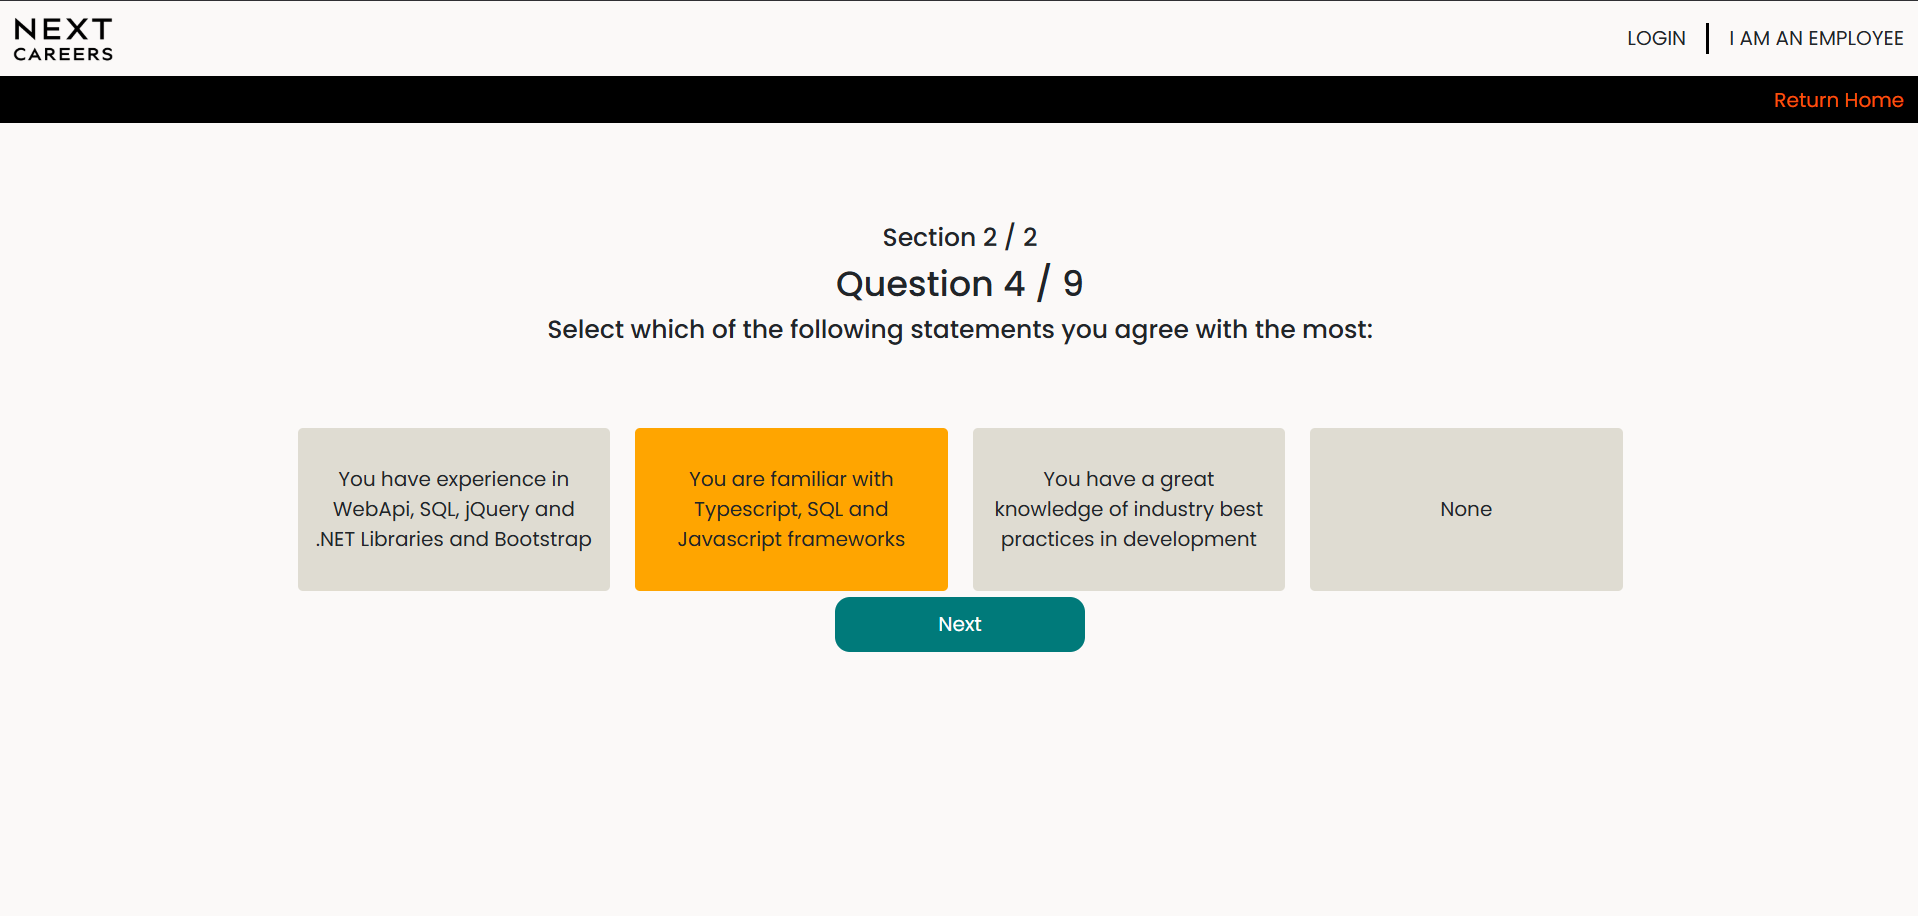 NEXT
CAREERS
LOGIN
I AM AN EMPLOYEE
Return Home
Section 2 / 2
Question 4 / 9
Select which of the following statements you agree with the most:
You have experience in
WebApi, SQL, jQuery and
.NET Libraries and Bootstrap
You are familiar with
Typescript, SQL and
Javascript frameworks
You have a great
knowledge of industry best
practices in development
None
Next